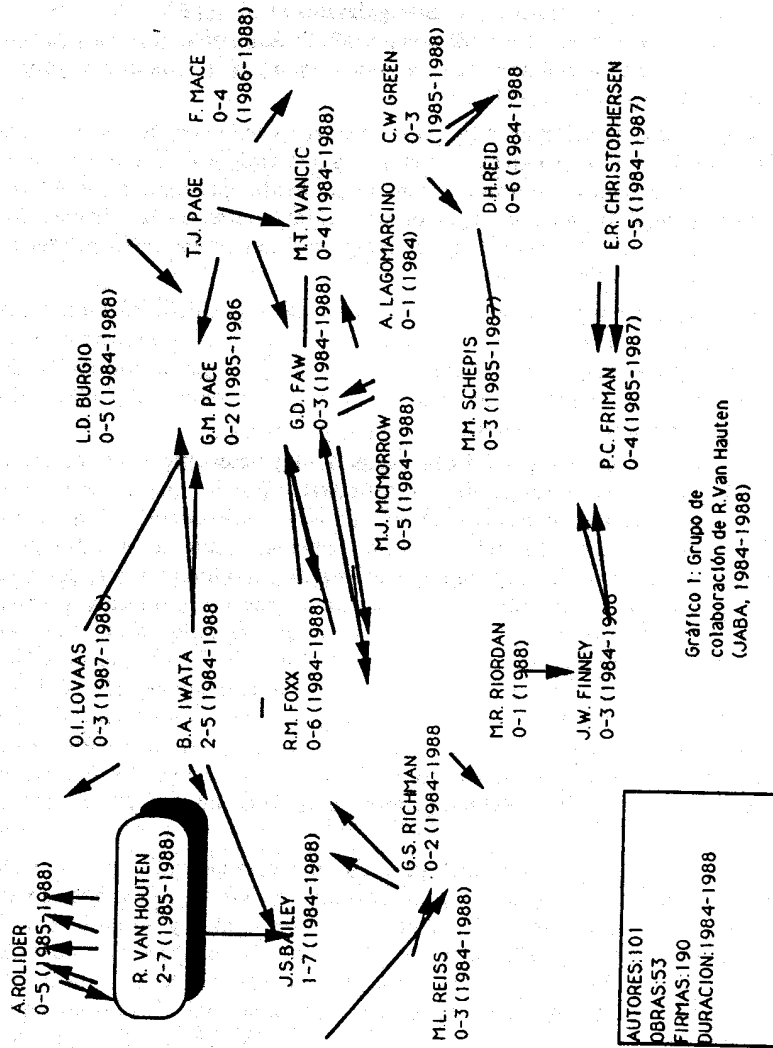 A.ROLIDER
0-5 (1985-1988)
R. VAN HOUTEN
2-7 (1985-1988)
J.S.BAILEY
1-7 (1984-1988)
M.L. REISS
0-3 (1984-1988)
G.S. RICHMAN
0-2 (1984-1988
O.I. LOVAAS
0-3 (1987-1988)
B.A. IWATA
2-5 (1984-1988
R.M. FOXX
0-6 (1984-1988)
M.R. RIORDAN
0-1 (1988)
J.W. FINNEY
0-3 (1984-1986
L.D. BURGIO
0-5 (1984-1988)
G.M. PACE
0-2 (1985-1986
G.D. FAW
0-3 (1984-1988)
M.J. MCMORROW
0-5 (1984-1988)
T.J. PAGE
M.T. IVANCIC
0-4 (1984-1988)
F. MACE
0-4
(1986-1988)
A. LAGOMARCINO
0-1 (1984)
C.W GREEN
0-3
(1985-1988)
M.M. SCHEPIS
0-3 (1985-1987)
D.H.REID
0-6 (1984-1988
P.C. FRIMAN
0-4 (1985-1987)
E.R. CHRISTOPHERSEN
0-5 (1984-1987)
AUTORES:101
OBRAS:53
FIRMAS:190
DURACION:1984-1988
Gráfico 1: Grupo de
colaboración de R.Van Hauten
(JABA, 1984-1988)